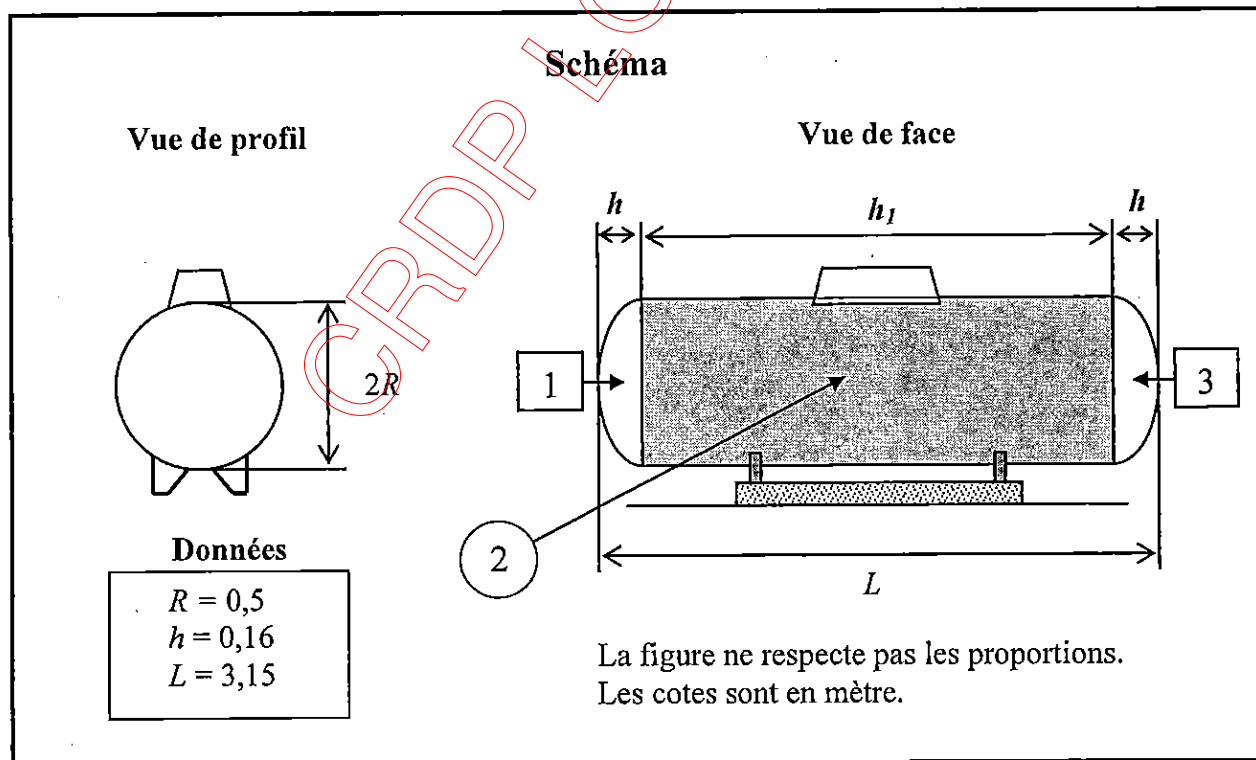 Schéma
Vue de profil
Vue de face
h
h1
h
2R
1
3
2
L
Données
R = 0,5
h = 0,16
L = 3,15
La figure ne respecte pas les proportions.
Les cotes sont en mètre.
CRDP